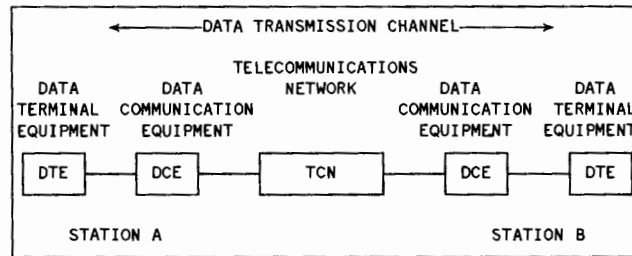 DATA TRANSMISSION CHANNEL
TELECOMMUNICATIONS
NETWORK
DATA
TERMINAL
EQUIPMENT
DATA
COMMUNICATION
EQUIPMENT
DATA
COMMUNICATION
EQUIPMENT
DATA
TERMINAL
EQUIPMENT
DTE
DCE
TCN
DCE
DTE
STATION A
STATION B